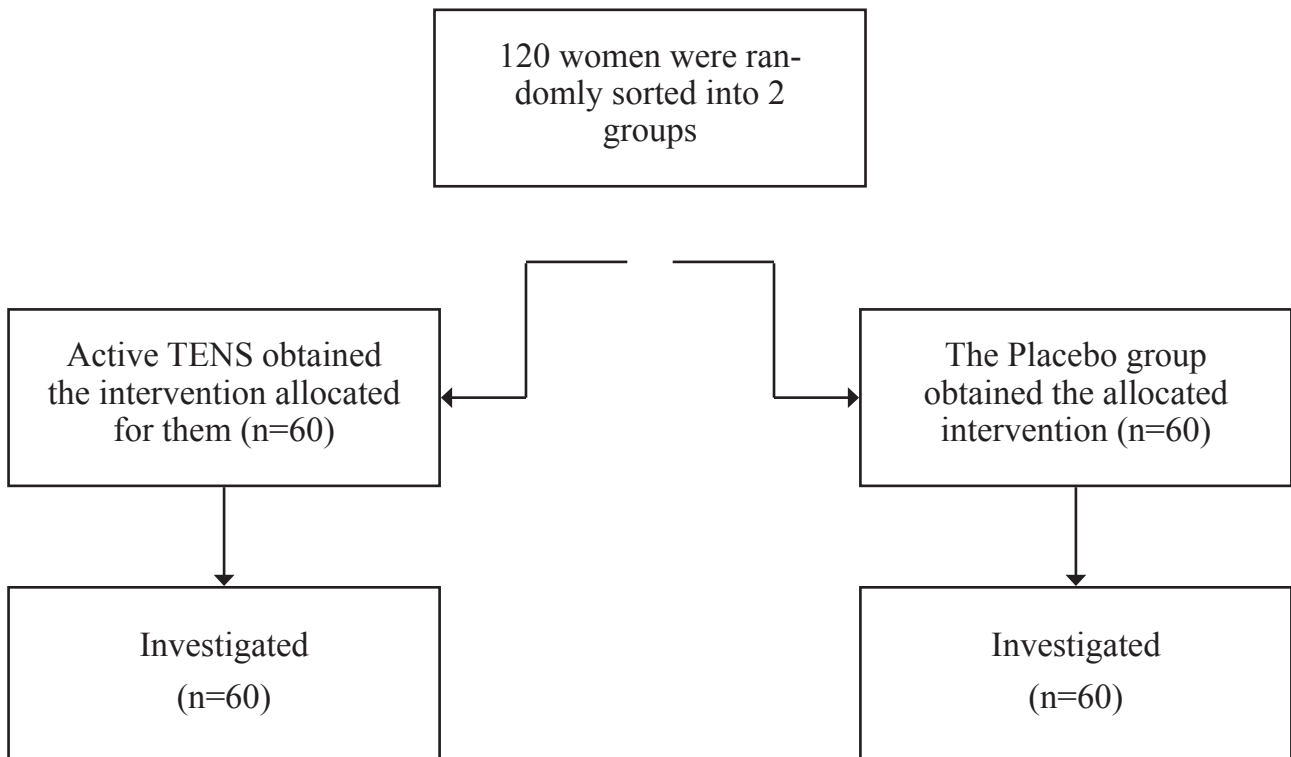 120 women were ran-
domly sorted into 2
groups
Active TENS obtained
the intervention allocated
for them (n=60)
The Placebo group
obtained the allocated
intervention (n=60)
Investigated
(n=60)
Investigated
(n=60)